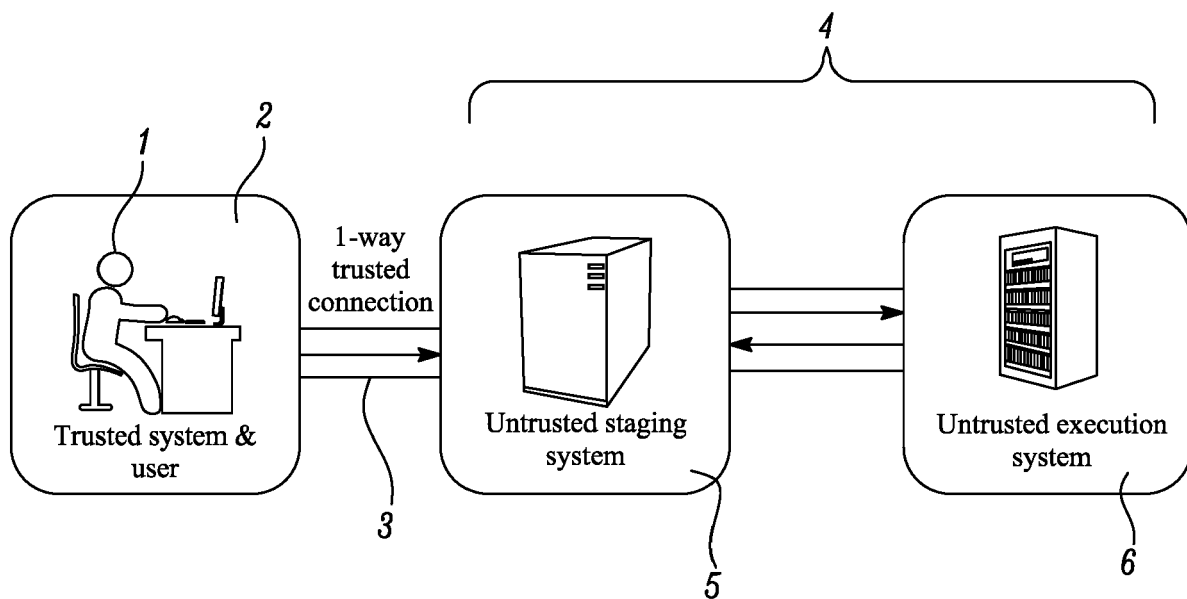 4
1
2
1-way
trusted
connection
Trusted system &
user
Untrusted staging
system
Untrusted execution
system
3
5
6